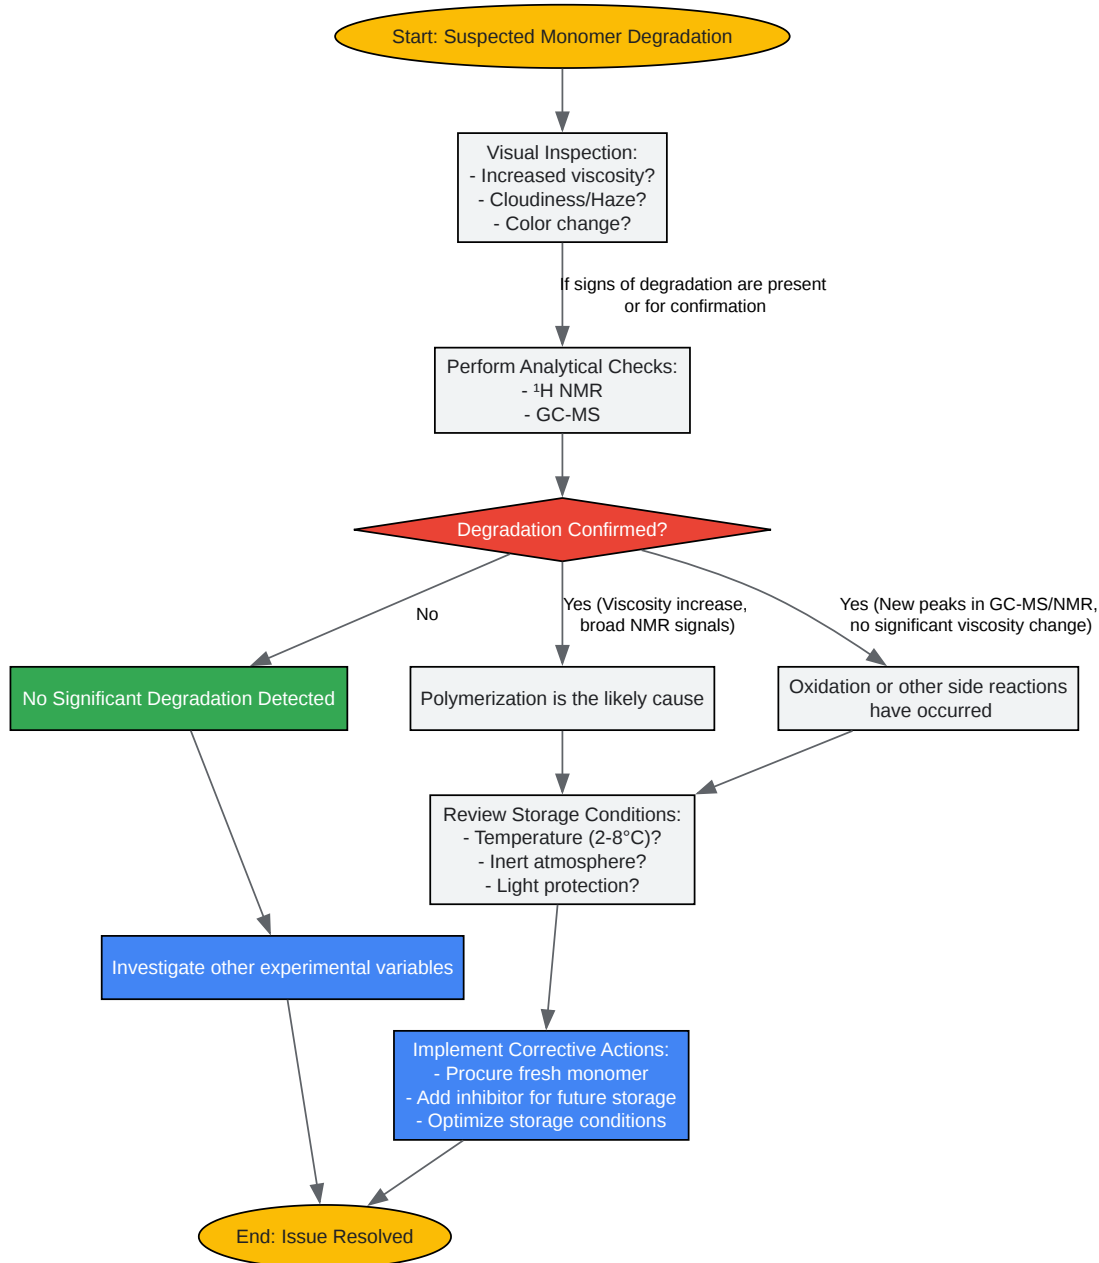 Start: Suspected Monomer Degradation
Visual Inspection:
- Increased viscosity?
- Cloudiness/Haze?
- Color change?
If signs of degradation are present
or for confirmation
Perform Analytical Checks:
- ¹H NMR
- GC-MS
Degradation Confirmed?
No
Yes (Viscosity increase,
broad NMR signals)
Yes (New peaks in GC-MS/NMR,
no significant viscosity change)
No Significant Degradation Detected
Polymerization is the likely cause
Oxidation or other side reactions
have occurred
Review Storage Conditions:
- Temperature (2-8°C)?
- Inert atmosphere?
- Light protection?
Investigate other experimental variables
Implement Corrective Actions:
- Procure fresh monomer
- Add inhibitor for future storage
- Optimize storage conditions
End: Issue Resolved